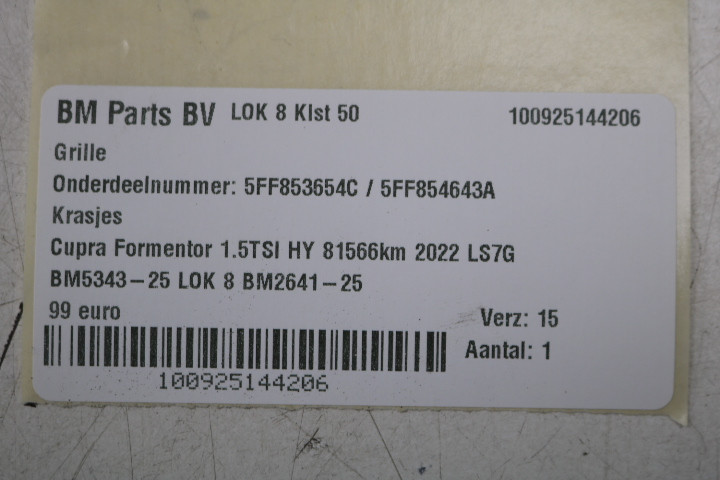 BM Parts BV LOK 8 Klst 50 100925144206
Grille
Onderdeelnummer: 5FF853654C / 5FF854643A
Krasjes
Cupra Formentor 1.5TSI HY 81566km 2022 LS7G
BM5343-25 LOK 8 BM2641-25
99 euro Verz: 15
Aantal: 1
100925144206